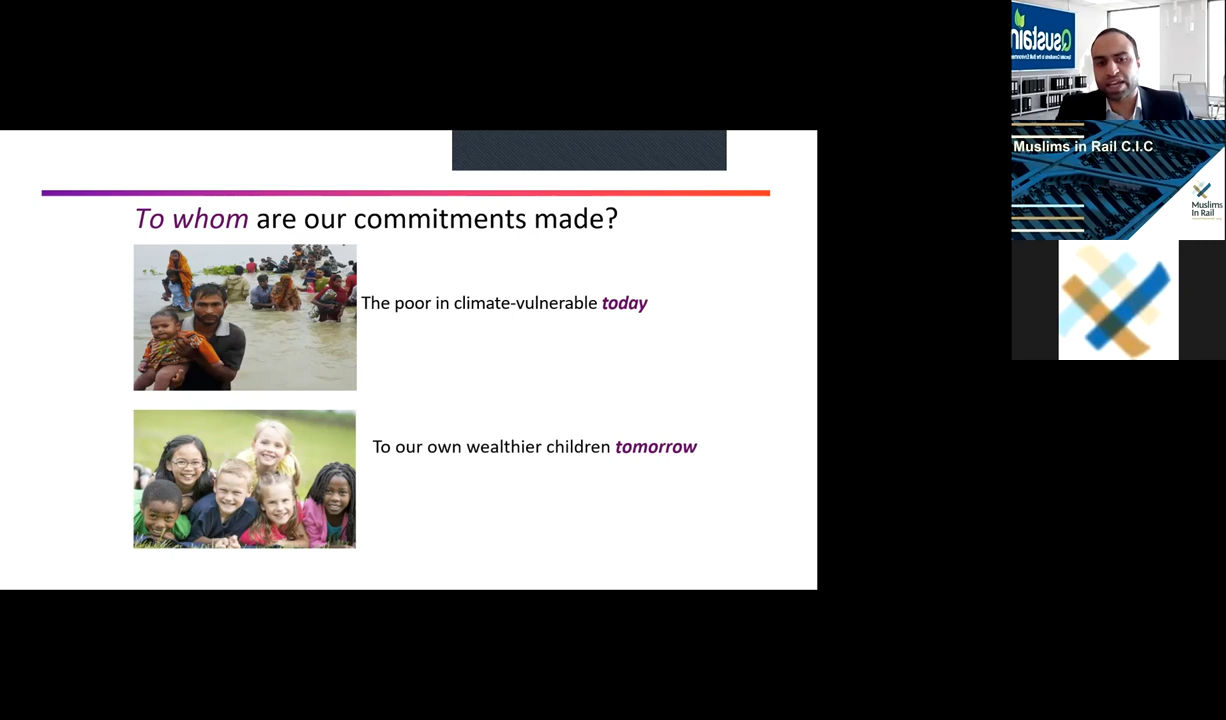 To whom are our commitments made?
The poor in climate-vulnerable today
To our own wealthier children tomorrow
Qsustain
Muslims in Rail C.I.C
Muslims
In Rail